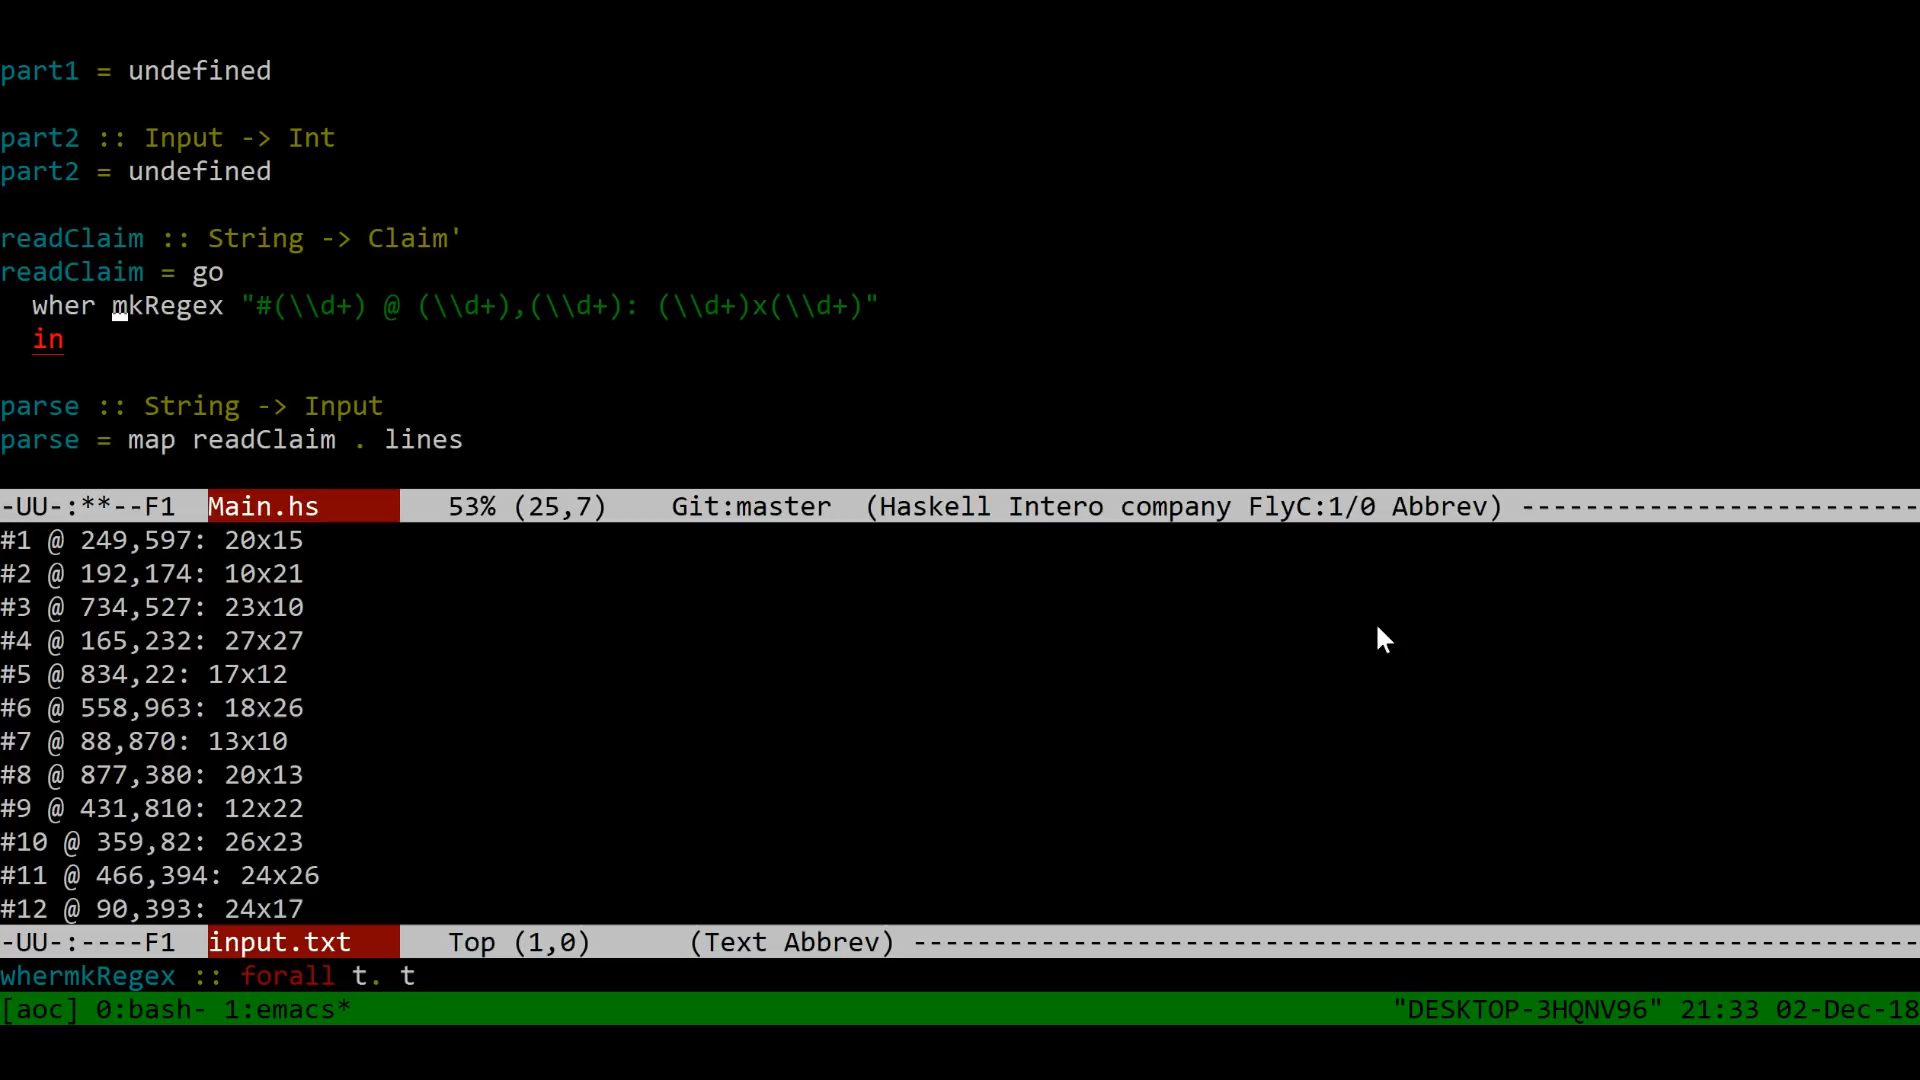 part1 = undefined
part2 :: Input -> Int
part2 = undefined
readClaim :: String -> Claim'
readClaim = go
  wher mkRegex "#(\\d+) @ (\\d+),(\\d+): (\\d+)x(\\d+)"
  in
parse :: String -> Input
parse = map readClaim . lines
-UU-:**--F1  Main.hs        53% (25,7)    Git:master  (Haskell Intero company FlyC:1/0 Abbrev) -------------------------
#1 @ 249,597: 20x15
#2 @ 192,174: 10x21
#3 @ 734,527: 23x10
#4 @ 165,232: 27x27
#5 @ 834,22: 17x12
#6 @ 558,963: 18x26
#7 @ 88,870: 13x10
#8 @ 877,380: 20x13
#9 @ 431,810: 12x22
#10 @ 359,82: 26x23
#11 @ 466,394: 24x26
#12 @ 90,393: 24x17
-UU-:----F1  input.txt      Top (1,0)      (Text Abbrev) ---------------------------------------------------------------
whermkRegex :: forall t. t
[aoc] 0:bash- 1:emacs*    "DESKTOP-3HQNV96" 21:33 02-Dec-18